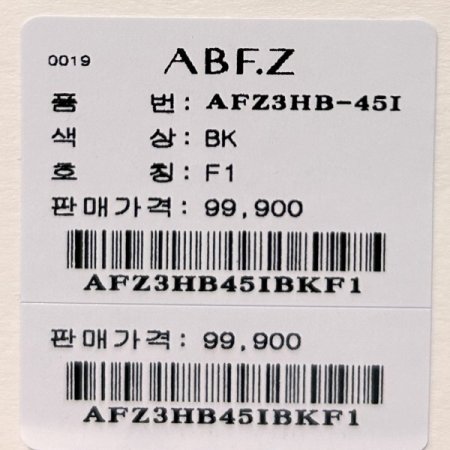 0019 ABF.Z
품 번: AFZ3HB-45I
색 상: BK
호 칭: F1
판매가격: 99,900
AFZ3HB45IBKF1
판매가격: 99,900
AFZ3HB45IBKF1